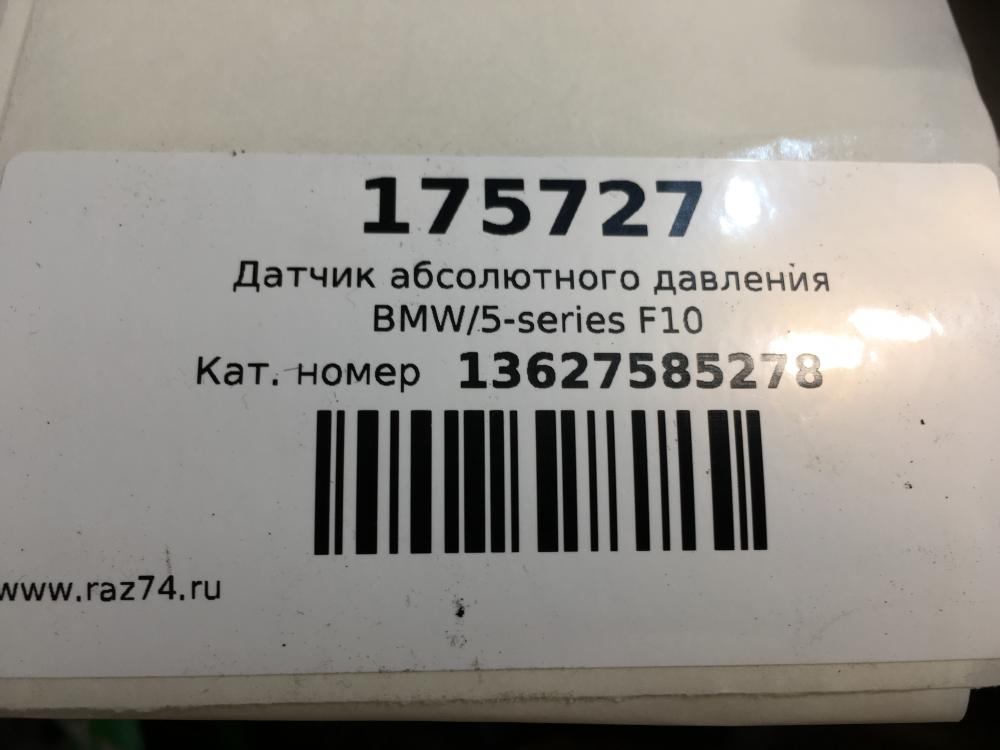 175727
Датчик абсолютного давления
BMW/5-series F10
Кат. номер 13627585278
www.raz74.ru